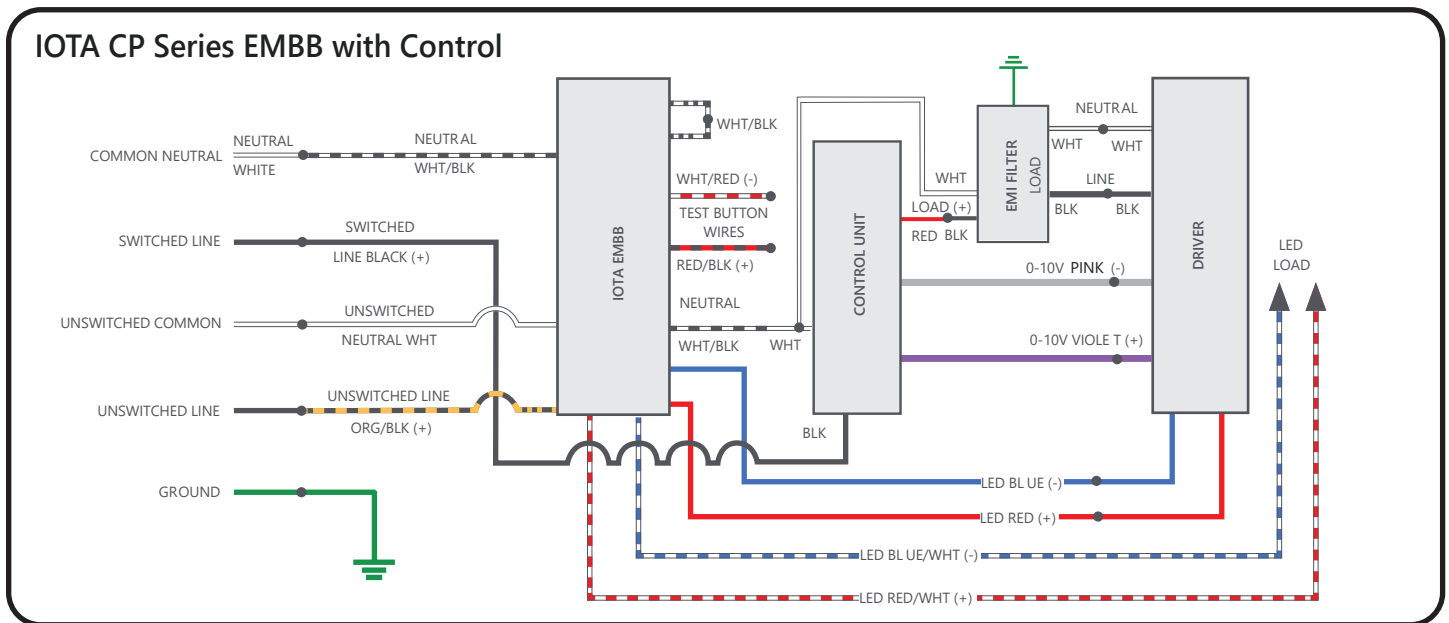 IOTA CP Series EMBB with Control
COMMON NEUTRAL
NEUTRAL
WHITE
NEUTRAL
WHT/BLK
SWITCHED LINE
SWITCHED
LINE BLACK (+)
UNSWITCHED COMMON
UNSWITCHED
NEUTRAL WHT
UNSWITCHED LINE
UNSWITCHED LINE
ORG/BLK (+)
GROUND
IOTA EMBB
WHT/BLK
WHT/RED (-)
TEST BUTTON
WIRES
RED/BLK (+)
NEUTRAL
WHT/BLK
WHT
CONTROL UNIT
BLK
WHT
LOAD (+)
RED
BLK
EMI FILTER
LOAD
NEUTRAL
WHT
WHT
LINE
BLK
BLK
0-10V PINK (-)
0-10V VIOLE T (+)
DRIVER
LED
LOAD
LED BL UE (-)
LED RED (+)
LED BL UE/WHT (-)
LED RED/WHT (+)